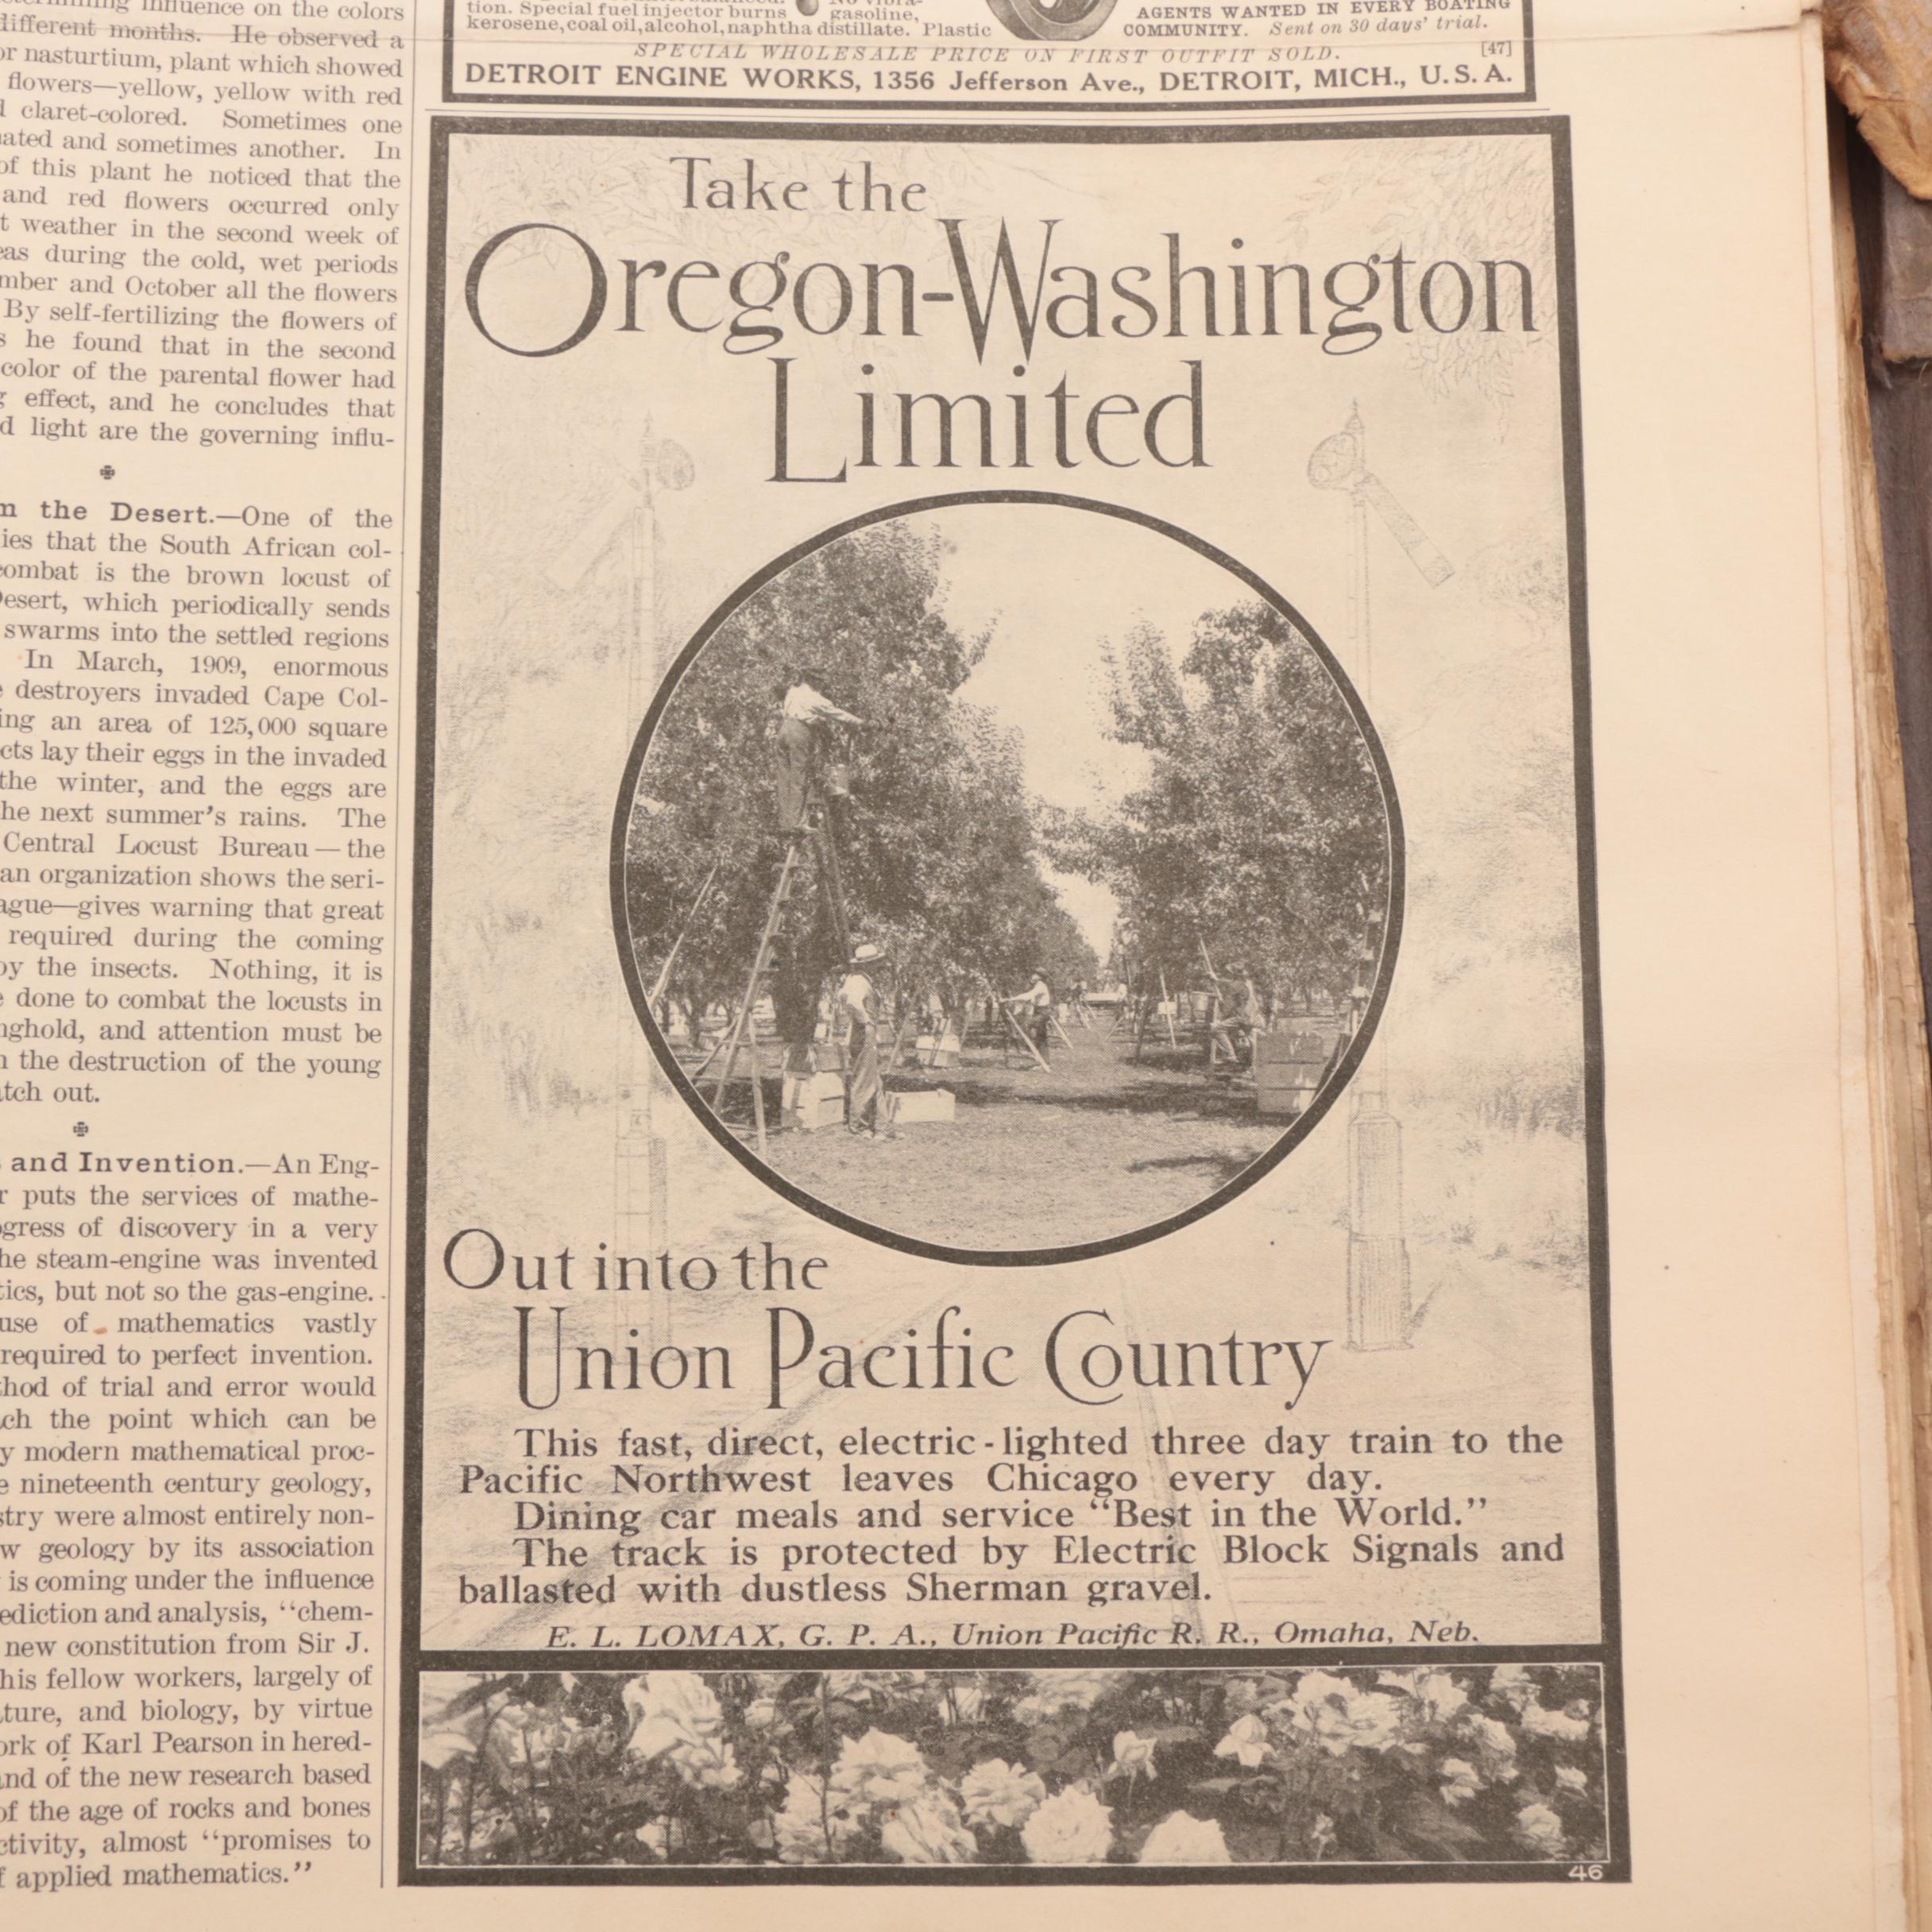 influence on the colors
different months. He observed a
or nasturtium, plant which showed
flowers—yellow, yellow with red
claret-colored. Sometimes one
and sometimes another. In
of this plant he noticed that the
and red flowers occurred only
weather in the second week of
during the cold, wet periods
and October all the flowers
By self-fertilizing the flowers of
he found that in the second
color of the parental flower had
effect, and he concludes that
light are the governing influ-
the Desert.—One of the
that the South African col-
combat is the brown locust of
Desert, which periodically sends
swarms into the settled regions
In March, 1909, enormous
destroyers invaded Cape Col-
ing an area of 125,000 square
lay their eggs in the invaded
the winter, and the eggs are
the next summer's rains. The
Central Locust Bureau—the
an organization shows the seri-
ague—gives warning that great
required during the coming
by the insects. Nothing, it is
done to combat the locusts in
nghold, and attention must be
the destruction of the young
tch out.
and Invention.—An Eng-
puts the services of mathe-
ogress of discovery in a very
he steam-engine was invented
tics, but not so the gas-engine.
use of mathematics vastly
required to perfect invention.
thod of trial and error would
ch the point which can be
y modern mathematical proc-
e nineteenth century geology,
stry were almost entirely non-
w geology by its association
is coming under the influence
ediction and analysis, "chem-
new constitution from Sir J.
his fellow workers, largely of
ture, and biology, by virtue
ork of Karl Pearson in hered-
and of the new research based
of the age of rocks and bones
ctivity, almost "promises to
f applied mathematics."
tion. Special fuel injector burns gasoline,
kerosene, coal oil, alcohol, naphtha distillate. Plastic
AGENTS WANTED IN EVERY BOATING
COMMUNITY. Sent on 30 days' trial.
SPECIAL WHOLESALE PRICE ON FIRST OUTFIT SOLD. [47]
DETROIT ENGINE WORKS, 1356 Jefferson Ave., DETROIT, MICH., U. S. A.
Take the
Oregon-Washington
Limited
Out into the
Union Pacific Country
This fast, direct, electric-lighted three day train to the
Pacific Northwest leaves Chicago every day.
Dining car meals and service "Best in the World."
The track is protected by Electric Block Signals and
ballasted with dustless Sherman gravel.
E. L. LOMAX, G. P. A., Union Pacific R. R., Omaha, Neb.
46